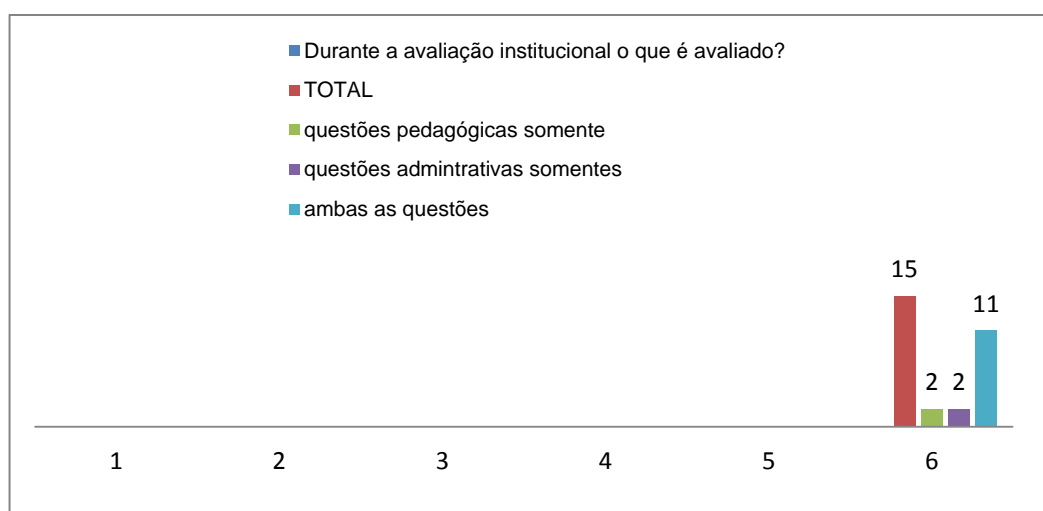 Durante a avaliação institucional o que é avaliado?
TOTAL
questões pedagógicas somente
questões admintrativas somentes
ambas as questões
15
11
2 2
1 2 3 4 5 6